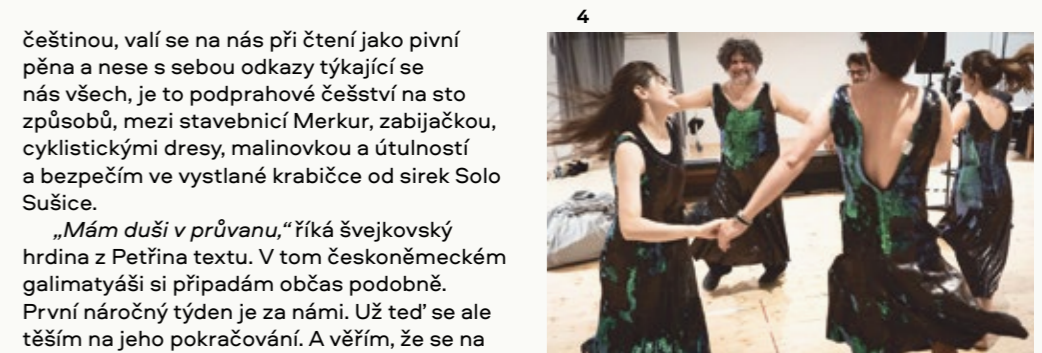 4
češtinou, valí se na nás při čtení jako pivní
pěna a nese s sebou odkazy týkající se
nás všech, je to podprahové češství na sto
způsobů, mezi stavebnicí Merkur, zabijačkou,
cyklistickými dresy, malinovkou a útulností
a bezpečím ve vystlané krabičce od sirek Solo
Sušice.
„Mám duši v průvanu,“ říká švejkovský
hrdina z Petřina textu. V tom českoněmeckém
galimatyáši si připadám občas podobně.
První náročný týden je za námi. Už teď se ale
těším na jeho pokračování. A věřím, že se na